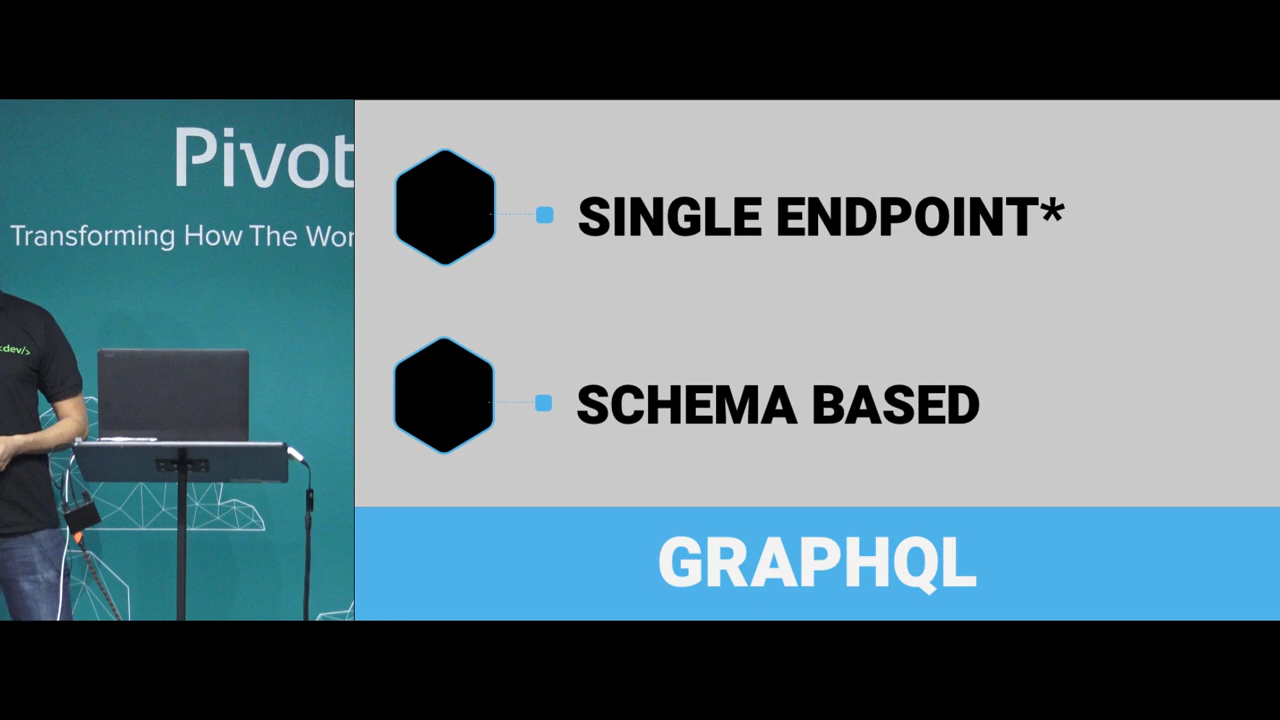 Pivot
Transforming How The Wor
<dev/>
SINGLE ENDPOINT*
SCHEMA BASED
GRAPHQL